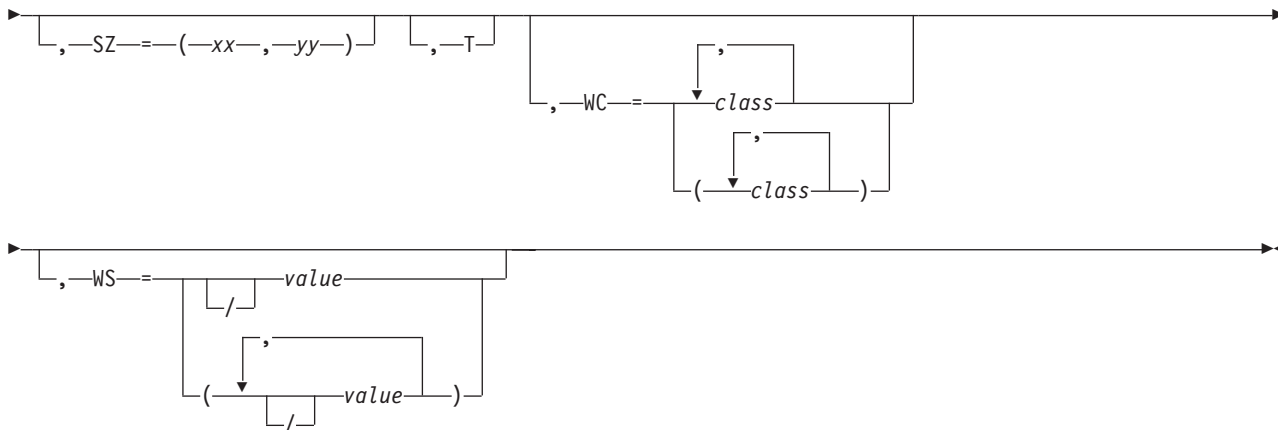 , SZ = ( xx , yy ) , T ,
, WC = class
,
( class )
, WS = value
/
,
( value )
/